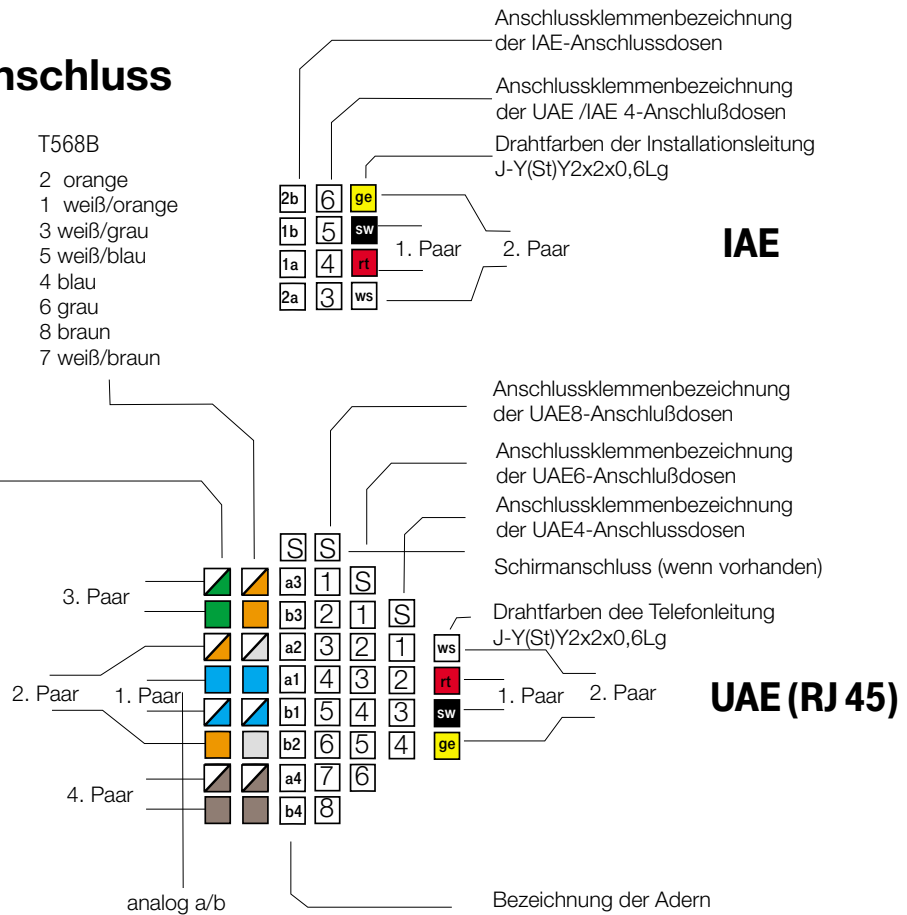 Anschlussklemmenbezeichnung
der IAE-Anschlussdosen
nschluss
Anschlussklemmenbezeichnung
der UAE /IAE 4-Anschlußdosen
T568B
Drahtfarben der Installationsleitung
J-Y(St)Y2x2x0,6Lg
2 orange
1 weiß/orange
3 weiß/grau
5 weiß/blau
4 blau
6 grau
8 braun
7 weiß/braun
2b 6 ge
1b 5 sw
1a 4 rt
2a 3 ws
1. Paar
2. Paar
IAE
Anschlussklemmenbezeichnung
der UAE8-Anschlußdosen
Anschlussklemmenbezeichnung
der UAE6-Anschlußdosen
Anschlussklemmenbezeichnung
der UAE4-Anschlussdosen
Schirmanschluss (wenn vorhanden)
Drahtfarben dee Telefonleitung
J-Y(St)Y2x2x0,6Lg
S S
a3 1 S
b3 2 1 S
a2 3 2 1 ws
a1 4 3 2 rt
b1 5 4 3 sw
b2 6 5 4 ge
a4 7 6
b4 8
3. Paar
2. Paar
1. Paar
4. Paar
1. Paar
2. Paar
UAE (RJ 45)
analog a/b
Bezeichnung der Adern